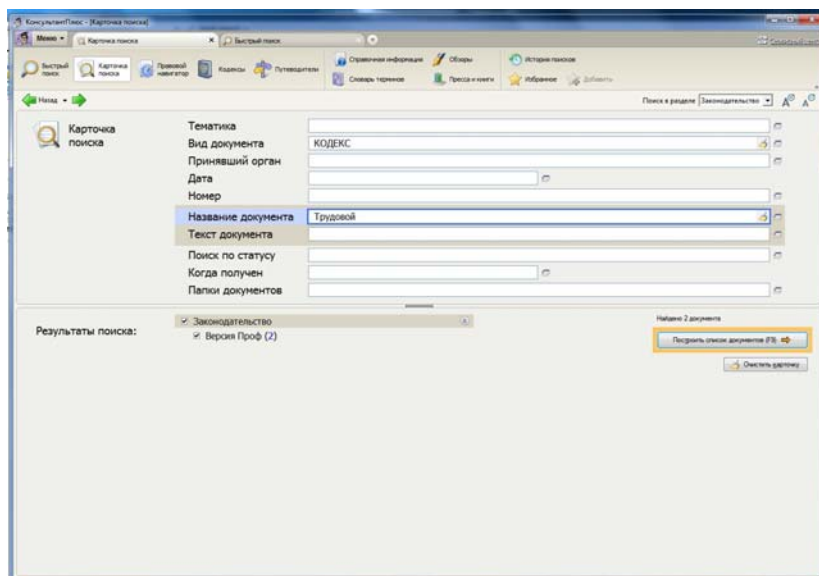 КонсультантПлюс - [Карточка поиска]
Меню
Карточка поиска
Быстрый поиск
Быстрый поиск
Карточка поиска
Правовой навигатор
Кодексы
Путеводители
Справочная информация
Словарь терминов
Обзоры
Пресса и книги
История поисков
Избранное
Добавить
Назад
Поиск в разделе Законодательство
Карточка поиска
Тематика
Вид документа КОДЕКС
Принявший орган
Дата
Номер
Название документа Трудовой
Текст документа
Поиск по статусу
Когда получен
Папки документов
Результаты поиска:
Законодательство
Версия Проф (2)
Найдено 2 документа
Построить список документов (F9)
Очистить карточку